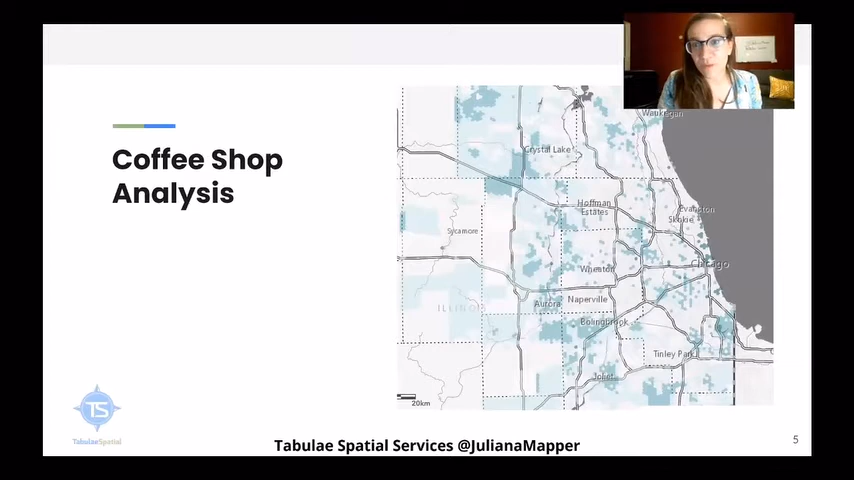 Coffee Shop
Analysis
Waukegan
Crystal Lake
Hoffman
Estates
Evanston
Skokie
Sycamore
Chicago
Wheaton
Aurora
Naperville
ILLINOIS
Bolingbrook
Tinley Park
Joliet
20km
TS
TabulaeSpatial
Tabulae Spatial Services @JulianaMapper
5